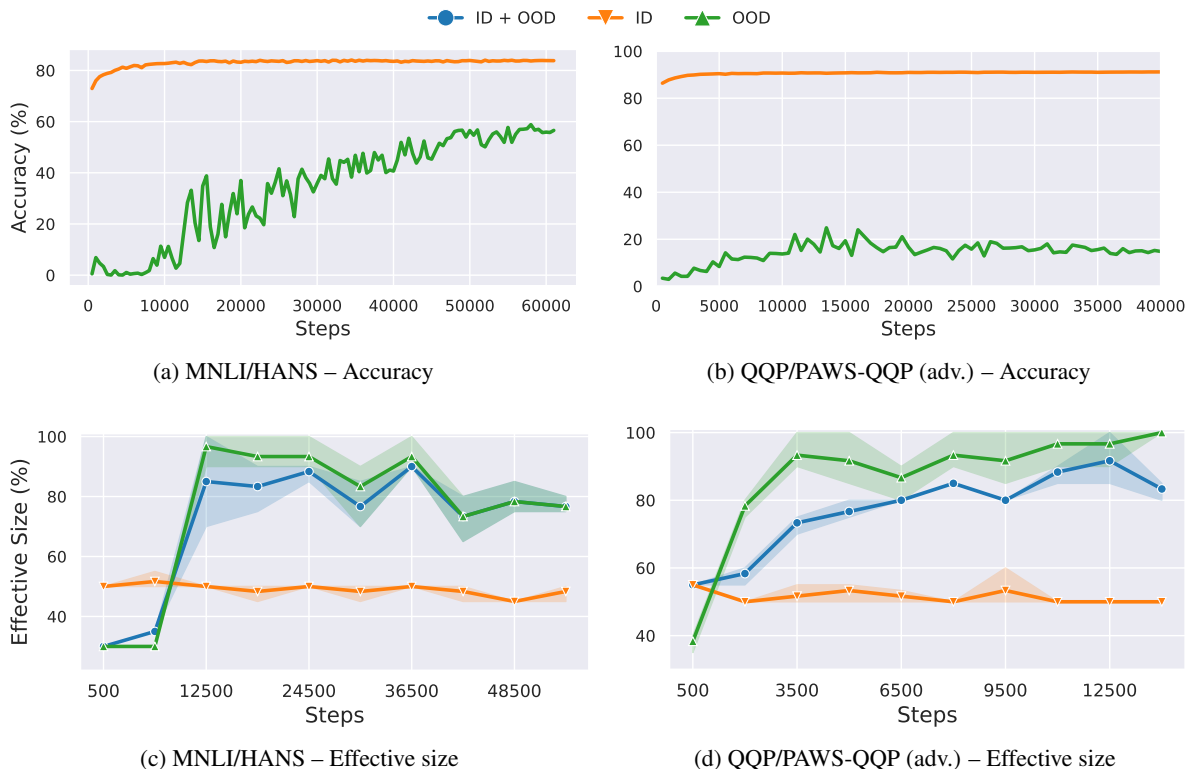 ID + OOD ID OOD
Accuracy (%)
80
60
40
20
0
0 10000 20000 30000 40000 50000 60000
Steps
(a) MNLI/HANS – Accuracy
100
80
60
40
20
0
0 5000 10000 15000 20000 25000 30000 35000 40000
Steps
(b) QQP/PAWS-QQP (adv.) – Accuracy
Effective Size (%)
100
80
60
40
500 12500 24500 36500 48500
Steps
(c) MNLI/HANS – Effective size
100
80
60
40
500 3500 6500 9500 12500
Steps
(d) QQP/PAWS-QQP (adv.) – Effective size